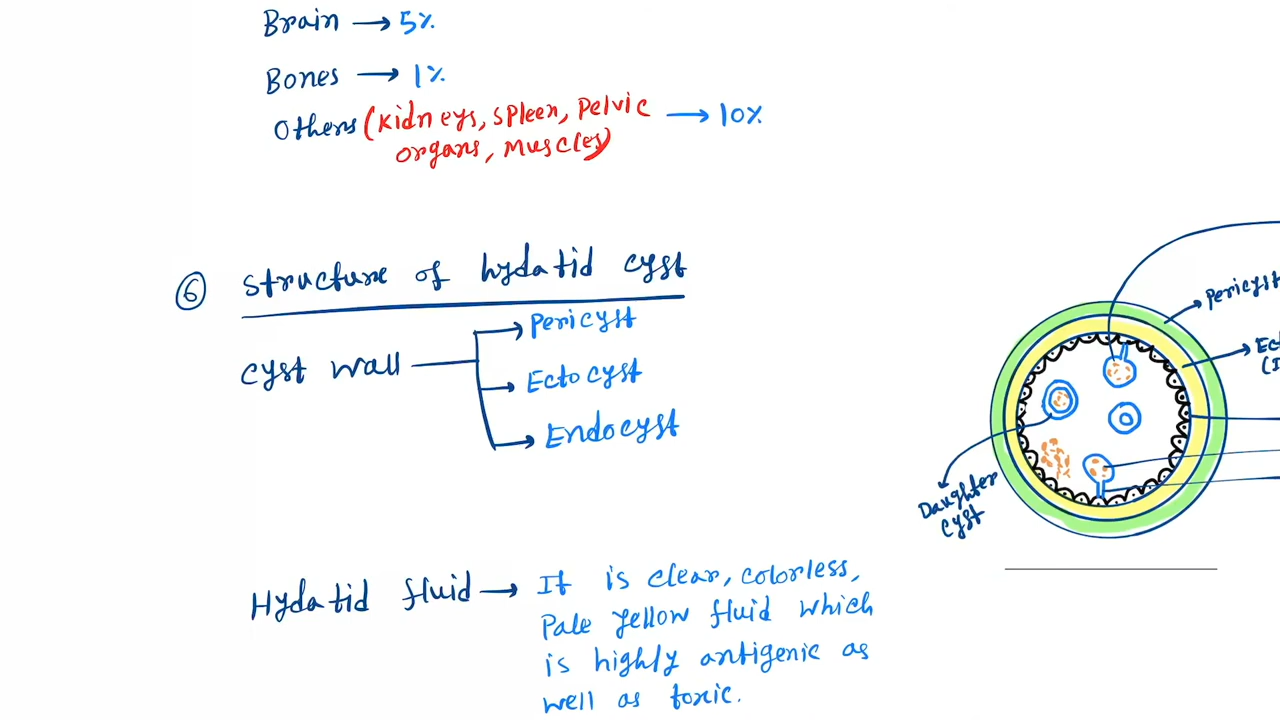 Brain → 5%
Bones → 1%
Others (Kidneys, spleen, pelvic → 10%
organs, muscles)
⑥ structure of hydatid cyst
cyst wall → Pericyst
→ Ectocyst
→ Endocyst
Pericyst
Daughter
cyst
Hydatid fluid → It is clear, colorless,
Pale yellow fluid which
is highly antigenic as
well as toxic.